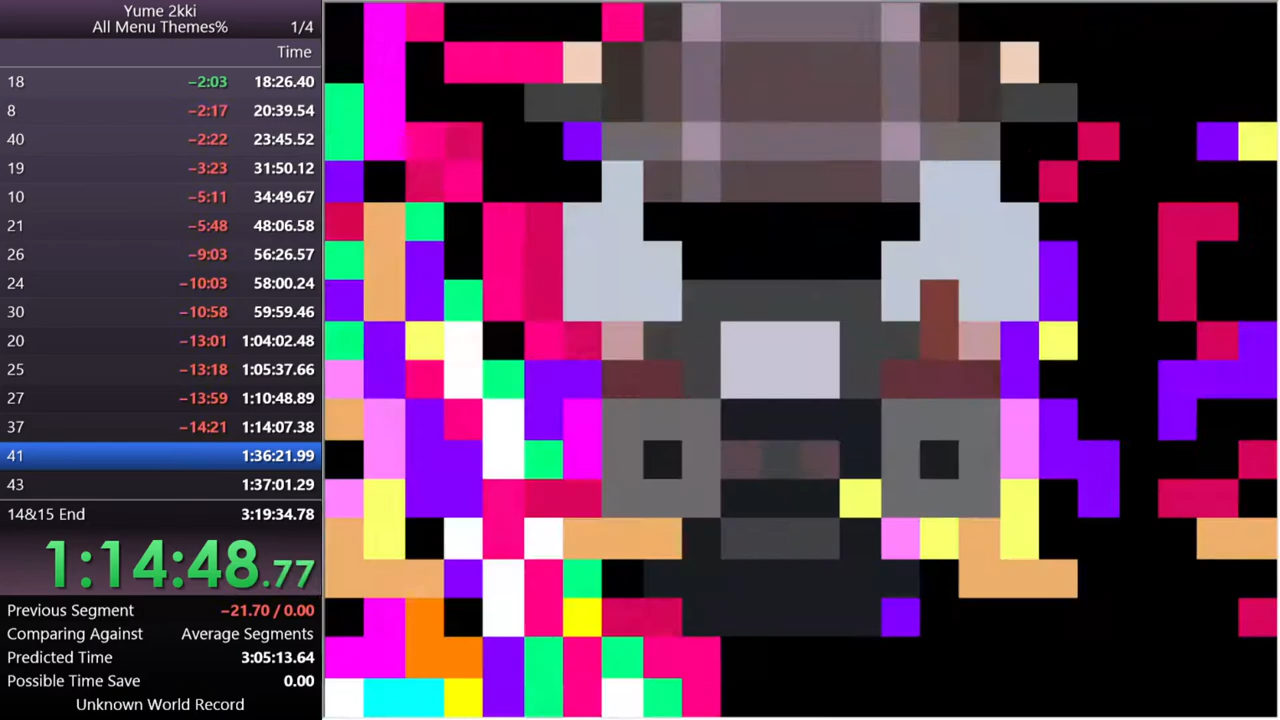 Yume 2kki
All Menu Themes% 1/4
Time
18 −2:03 18:26.40
8 −2:17 20:39.54
40 −2:22 23:45.52
19 −3:23 31:50.12
10 −5:11 34:49.67
21 −5:48 48:06.58
26 −9:03 56:26.57
24 −10:03 58:00.24
30 −10:58 59:59.46
20 −13:01 1:04:02.48
25 −13:18 1:05:37.66
27 −13:59 1:10:48.89
37 −14:21 1:14:07.38
41 1:36:21.99
43 1:37:01.29
14&15 End 3:19:34.78
1:14:48.77
Previous Segment −21.70 / 0.00
Comparing Against Average Segments
Predicted Time 3:05:13.64
Possible Time Save 0.00
Unknown World Record